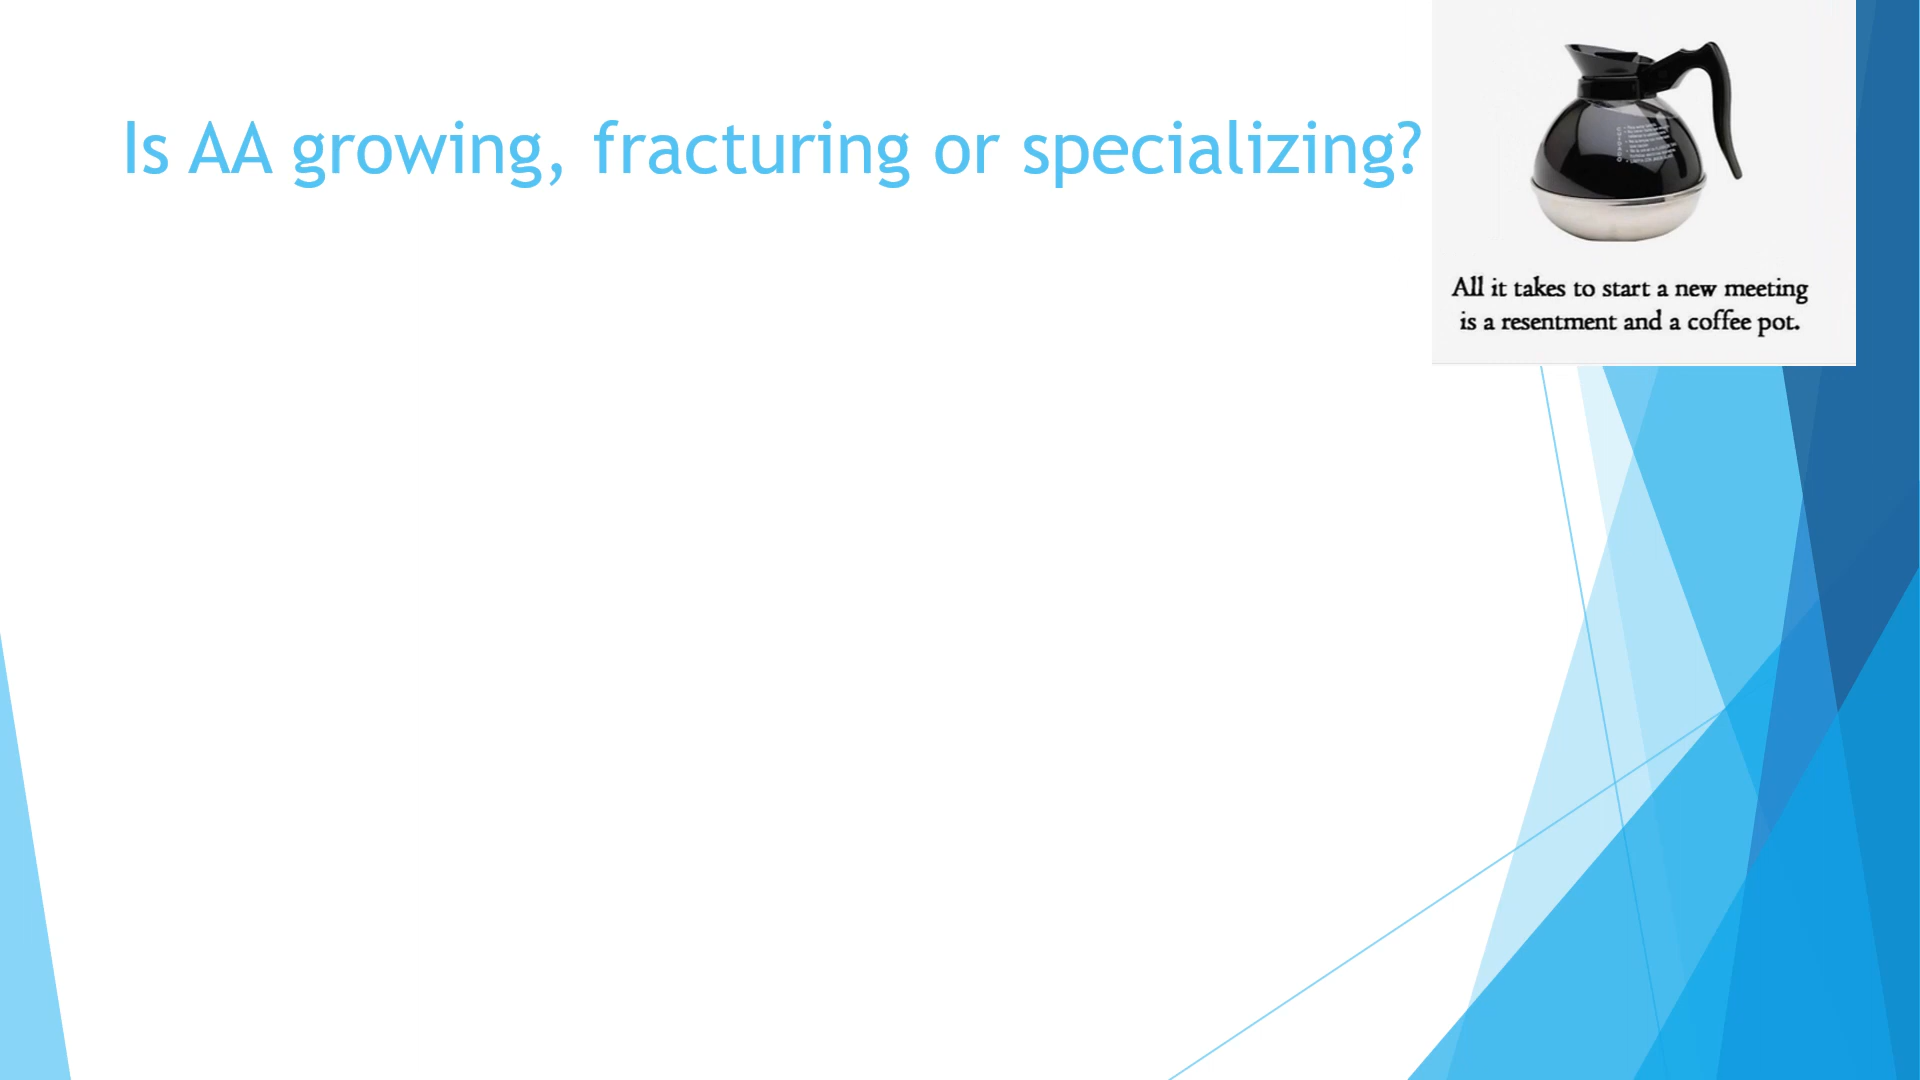 Is AA growing, fracturing or specializing?
All it takes to start a new meeting
is a resentment and a coffee pot.